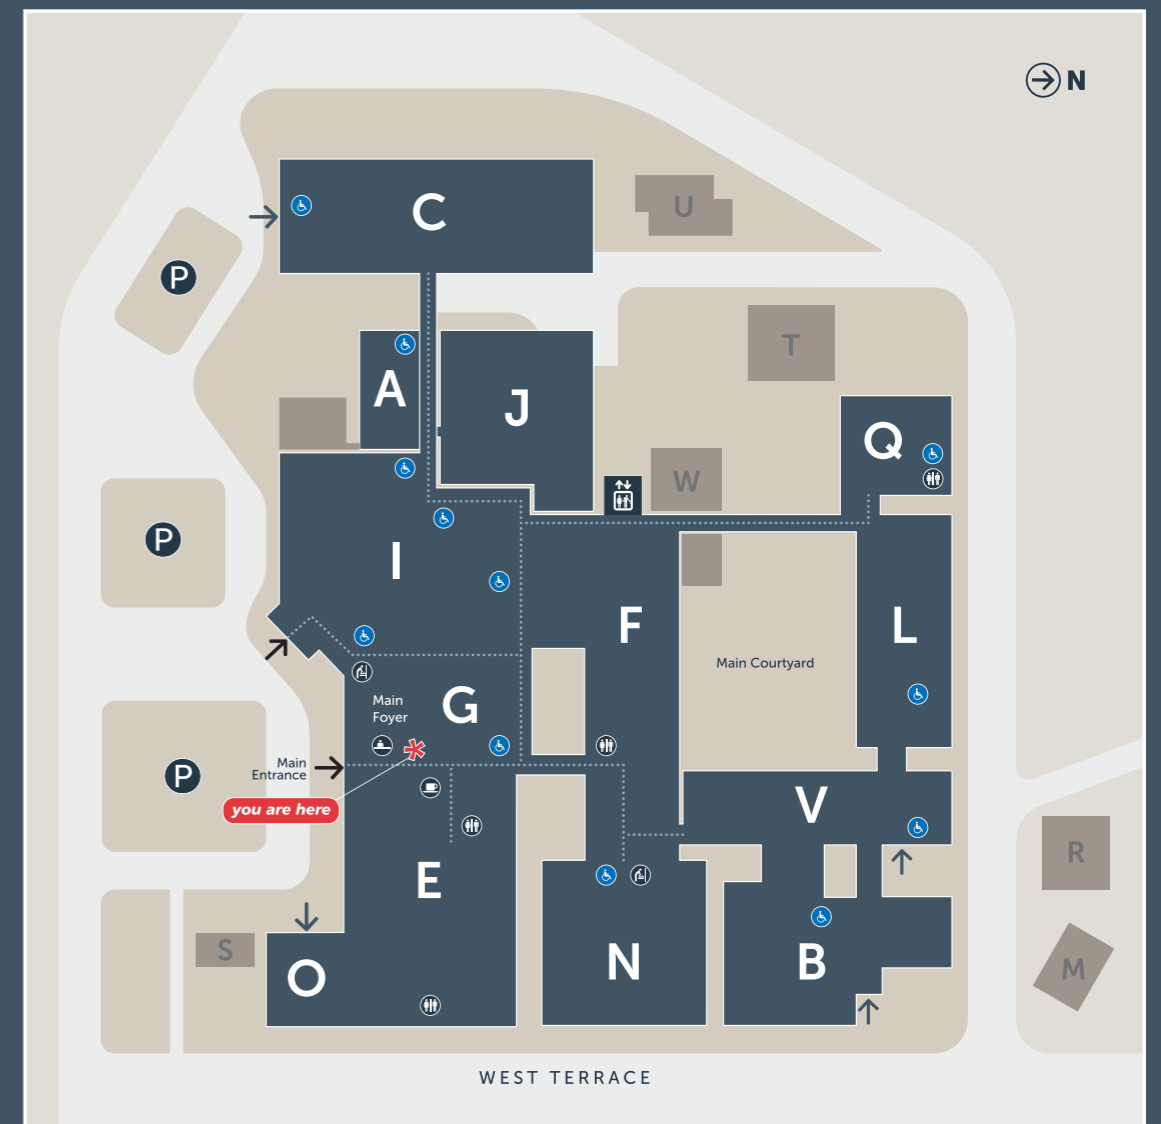 N
C
U
P
T
A
J
Q
W
P
I
F
L
Main Courtyard
Main
Foyer
G
Main
Entrance
P
you are here
V
R
E
S
O
N
B
M
WEST TERRACE